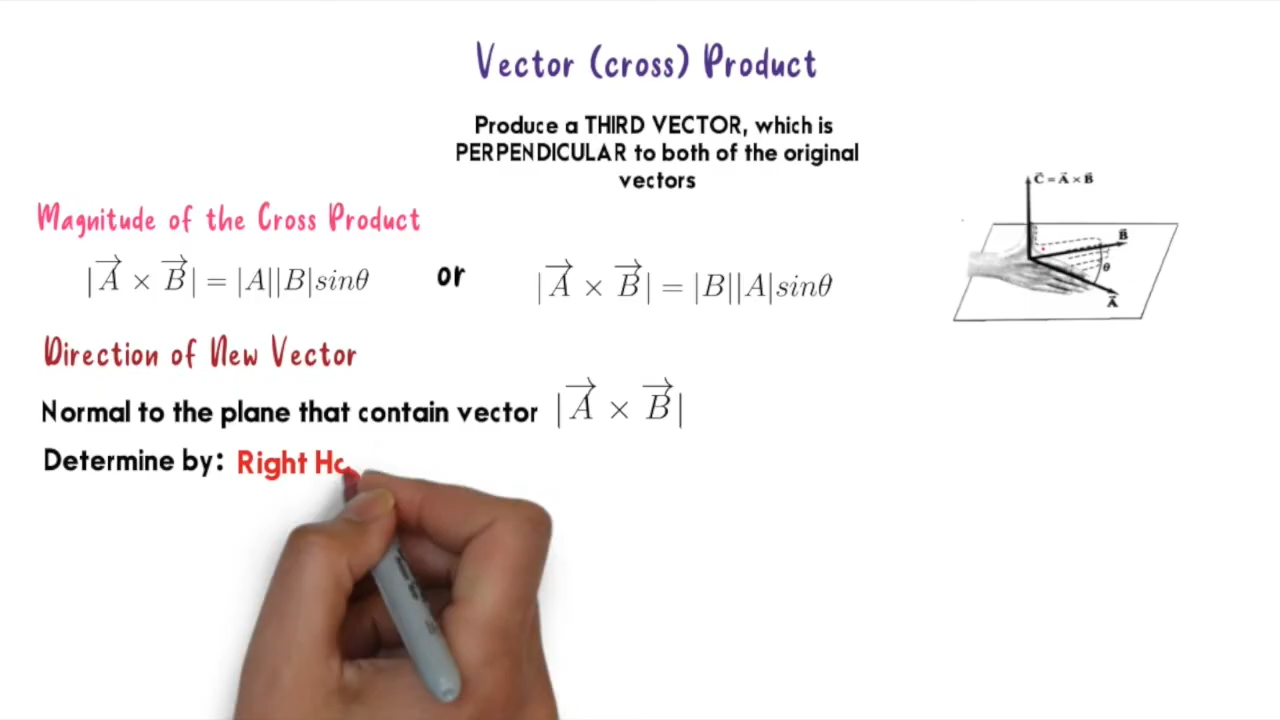 Vector (cross) Product
Produce a THIRD VECTOR, which is
PERPENDICULAR to both of the original
vectors
C⃗ = A⃗ × B⃗
B⃗
θ
A⃗
Magnitude of the Cross Product
|A⃗ × B⃗| = |A||B|sinθ or |A⃗ × B⃗| = |B||A|sinθ
Direction of New Vector
Normal to the plane that contain vector |A⃗ × B⃗|
Determine by: Right